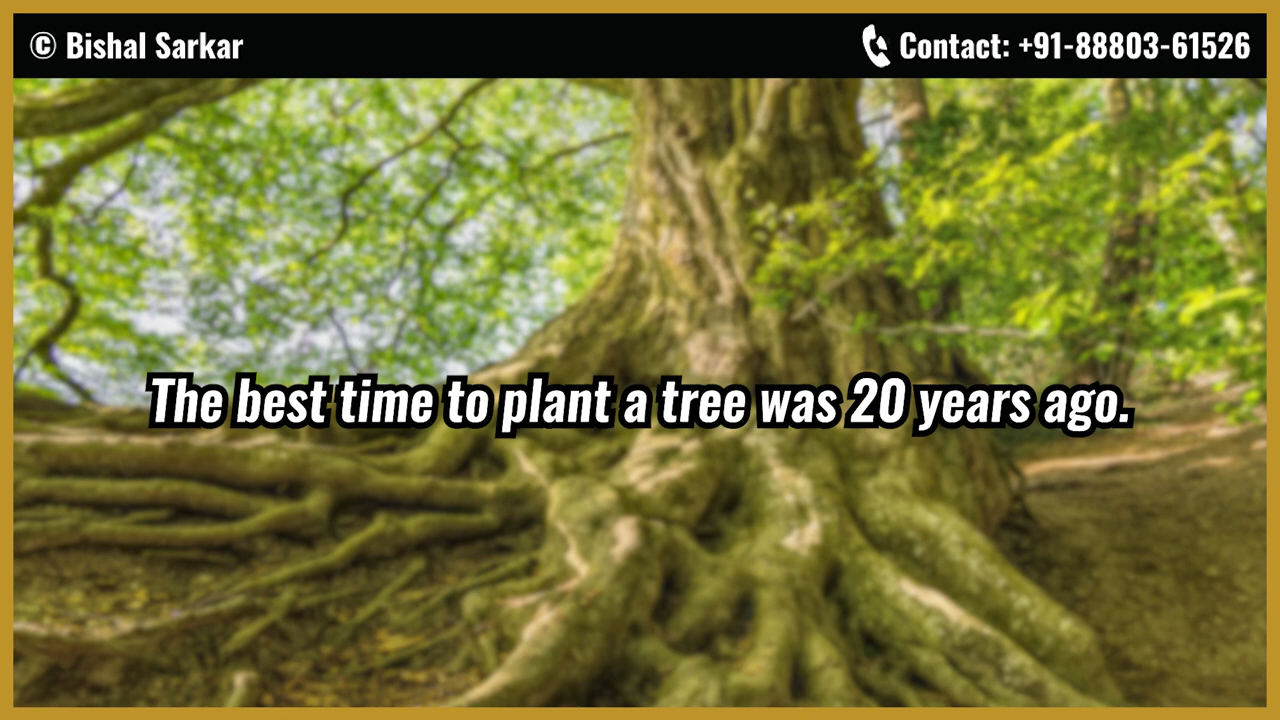 © Bishal Sarkar
Contact: +91-88803-61526
The best time to plant a tree was 20 years ago.